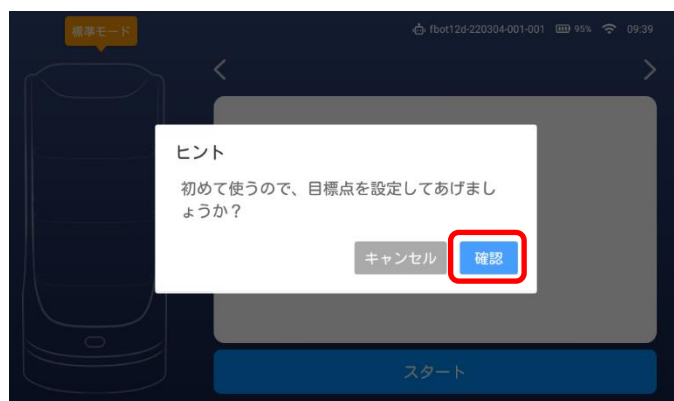 標準モード
fbot12d-220304-001-001 95% 09:39
ヒント
初めて使うので、目標点を設定してあげまし
ょうか？
キャンセル 確認
スタート